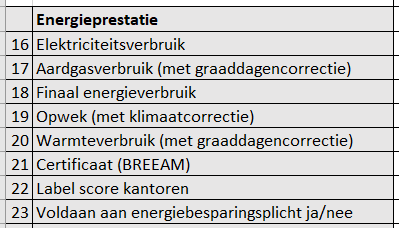 Energieprestatie
16 Elektriciteitsverbruik
17 Aardgasverbruik (met graaddagencorrectie)
18 Finaal energieverbruik
19 Opwek (met klimaatcorrectie)
20 Warmteverbruik (met graaddagencorrectie)
21 Certificaat (BREEAM)
22 Label score kantoren
23 Voldaan aan energiebesparingsplicht ja/nee